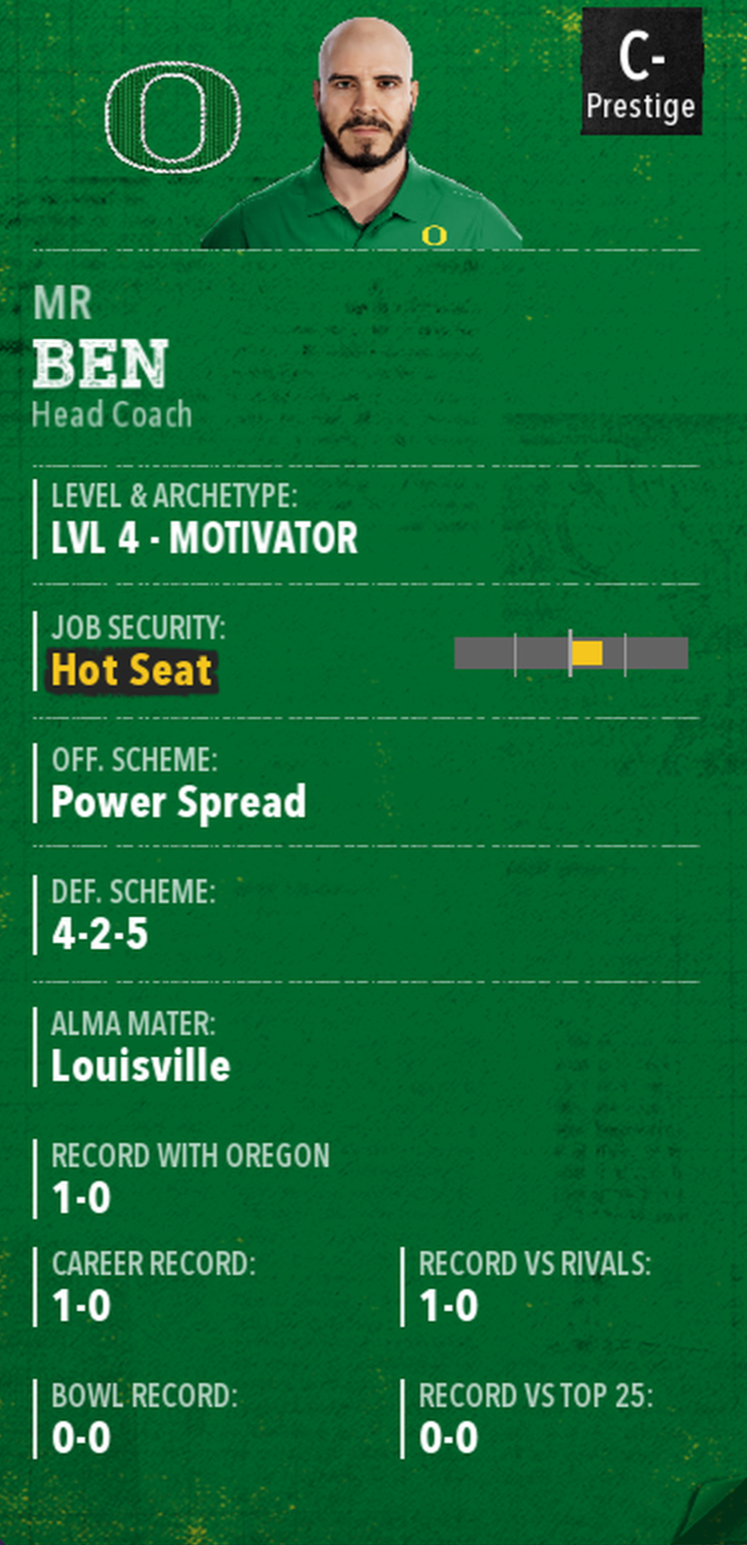 O
C-
Prestige
O
MR
BEN
Head Coach
LEVEL & ARCHETYPE:
LVL 4 - MOTIVATOR
JOB SECURITY:
Hot Seat
OFF. SCHEME:
Power Spread
DEF. SCHEME:
4-2-5
ALMA MATER:
Louisville
RECORD WITH OREGON
1-0
CAREER RECORD:
1-0
RECORD VS RIVALS:
1-0
BOWL RECORD:
0-0
RECORD VS TOP 25:
0-0